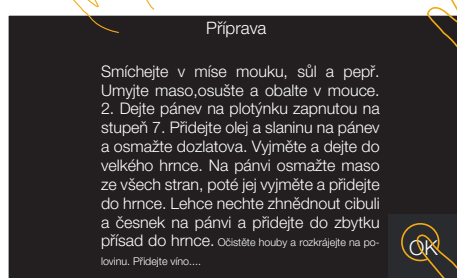 Příprava
Smíchejte v míse mouku, sůl a pepř.
Umyjte maso,osušte a obalte v mouce.
2. Dejte pánev na plotýnku zapnutou na
stupeň 7. Přidejte olej a slaninu na pánev
a osmažte dozlatova. Vyjměte a dejte do
velkého hrnce. Na pánvi osmažte maso
ze všech stran, poté jej vyjměte a přidejte
do hrnce. Lehce nechte zhnědnout cibuli
a česnek na pánvi a přidejte do zbytku
přísad do hrnce. Očistěte houby a rozkrájejte na po-
lovinu. Přidejte víno....
OK